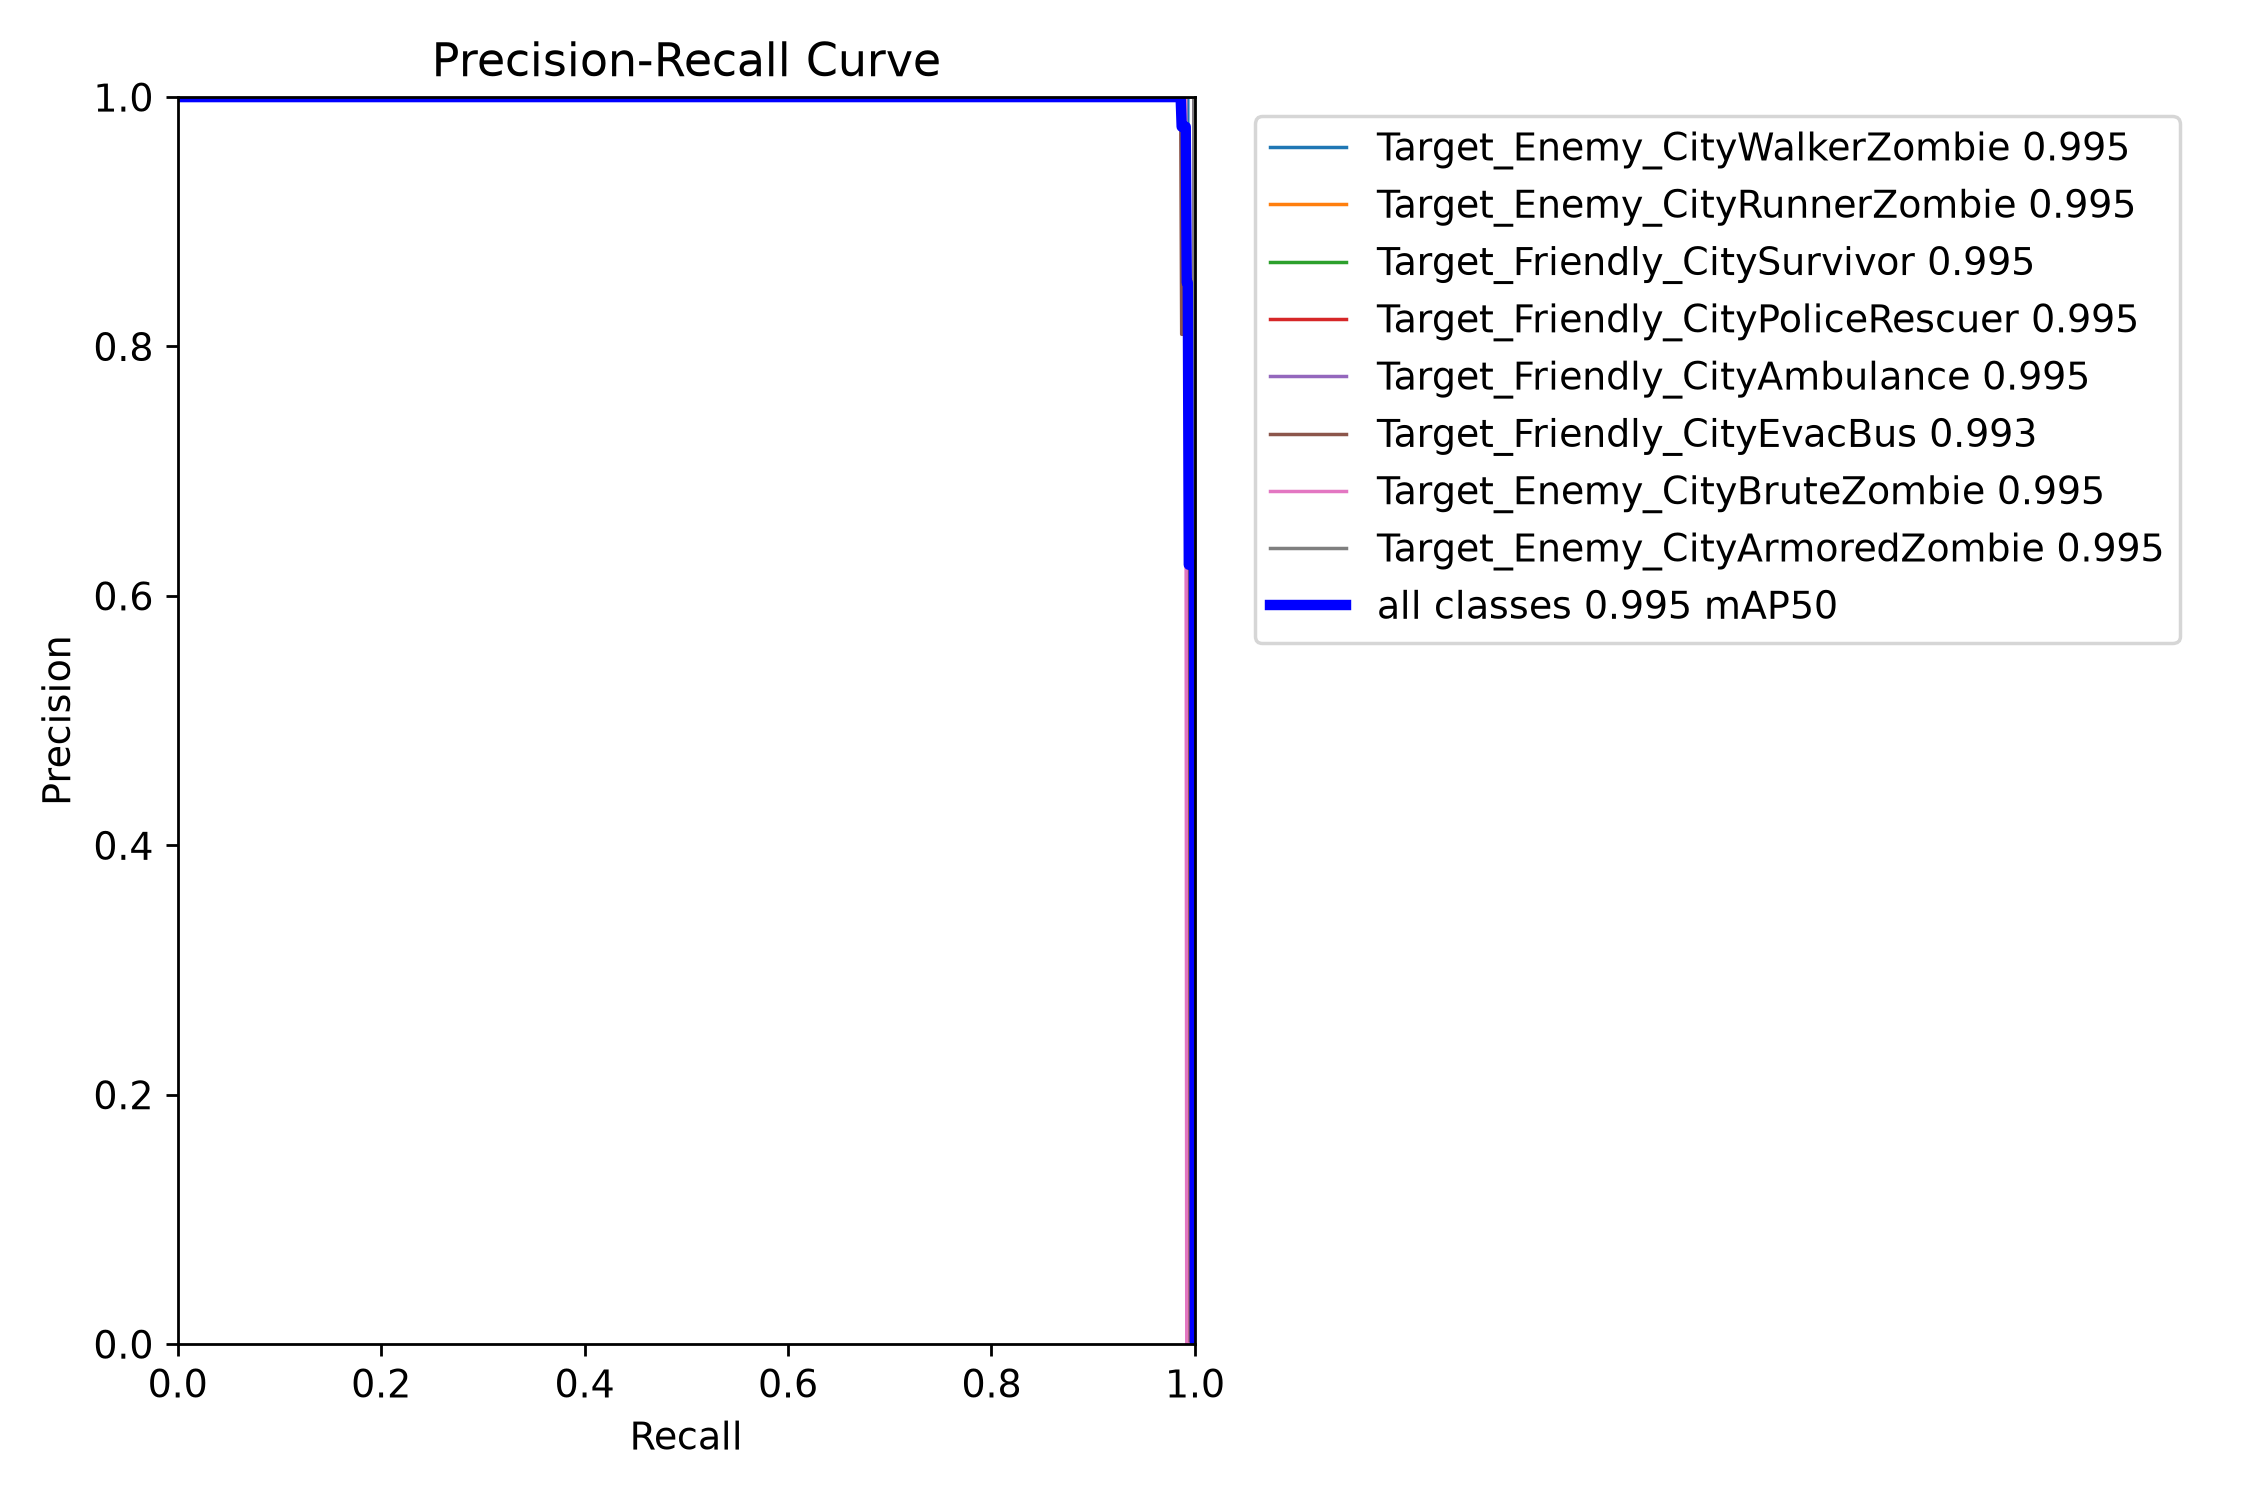 Precision-Recall Curve
1.0
0.8
0.6
0.4
0.2
0.0
Precision
0.0 0.2 0.4 0.6 0.8 1.0
Recall
Target_Enemy_CityWalkerZombie 0.995
Target_Enemy_CityRunnerZombie 0.995
Target_Friendly_CitySurvivor 0.995
Target_Friendly_CityPoliceRescuer 0.995
Target_Friendly_CityAmbulance 0.995
Target_Friendly_CityEvacBus 0.993
Target_Enemy_CityBruteZombie 0.995
Target_Enemy_CityArmoredZombie 0.995
all classes 0.995 mAP50